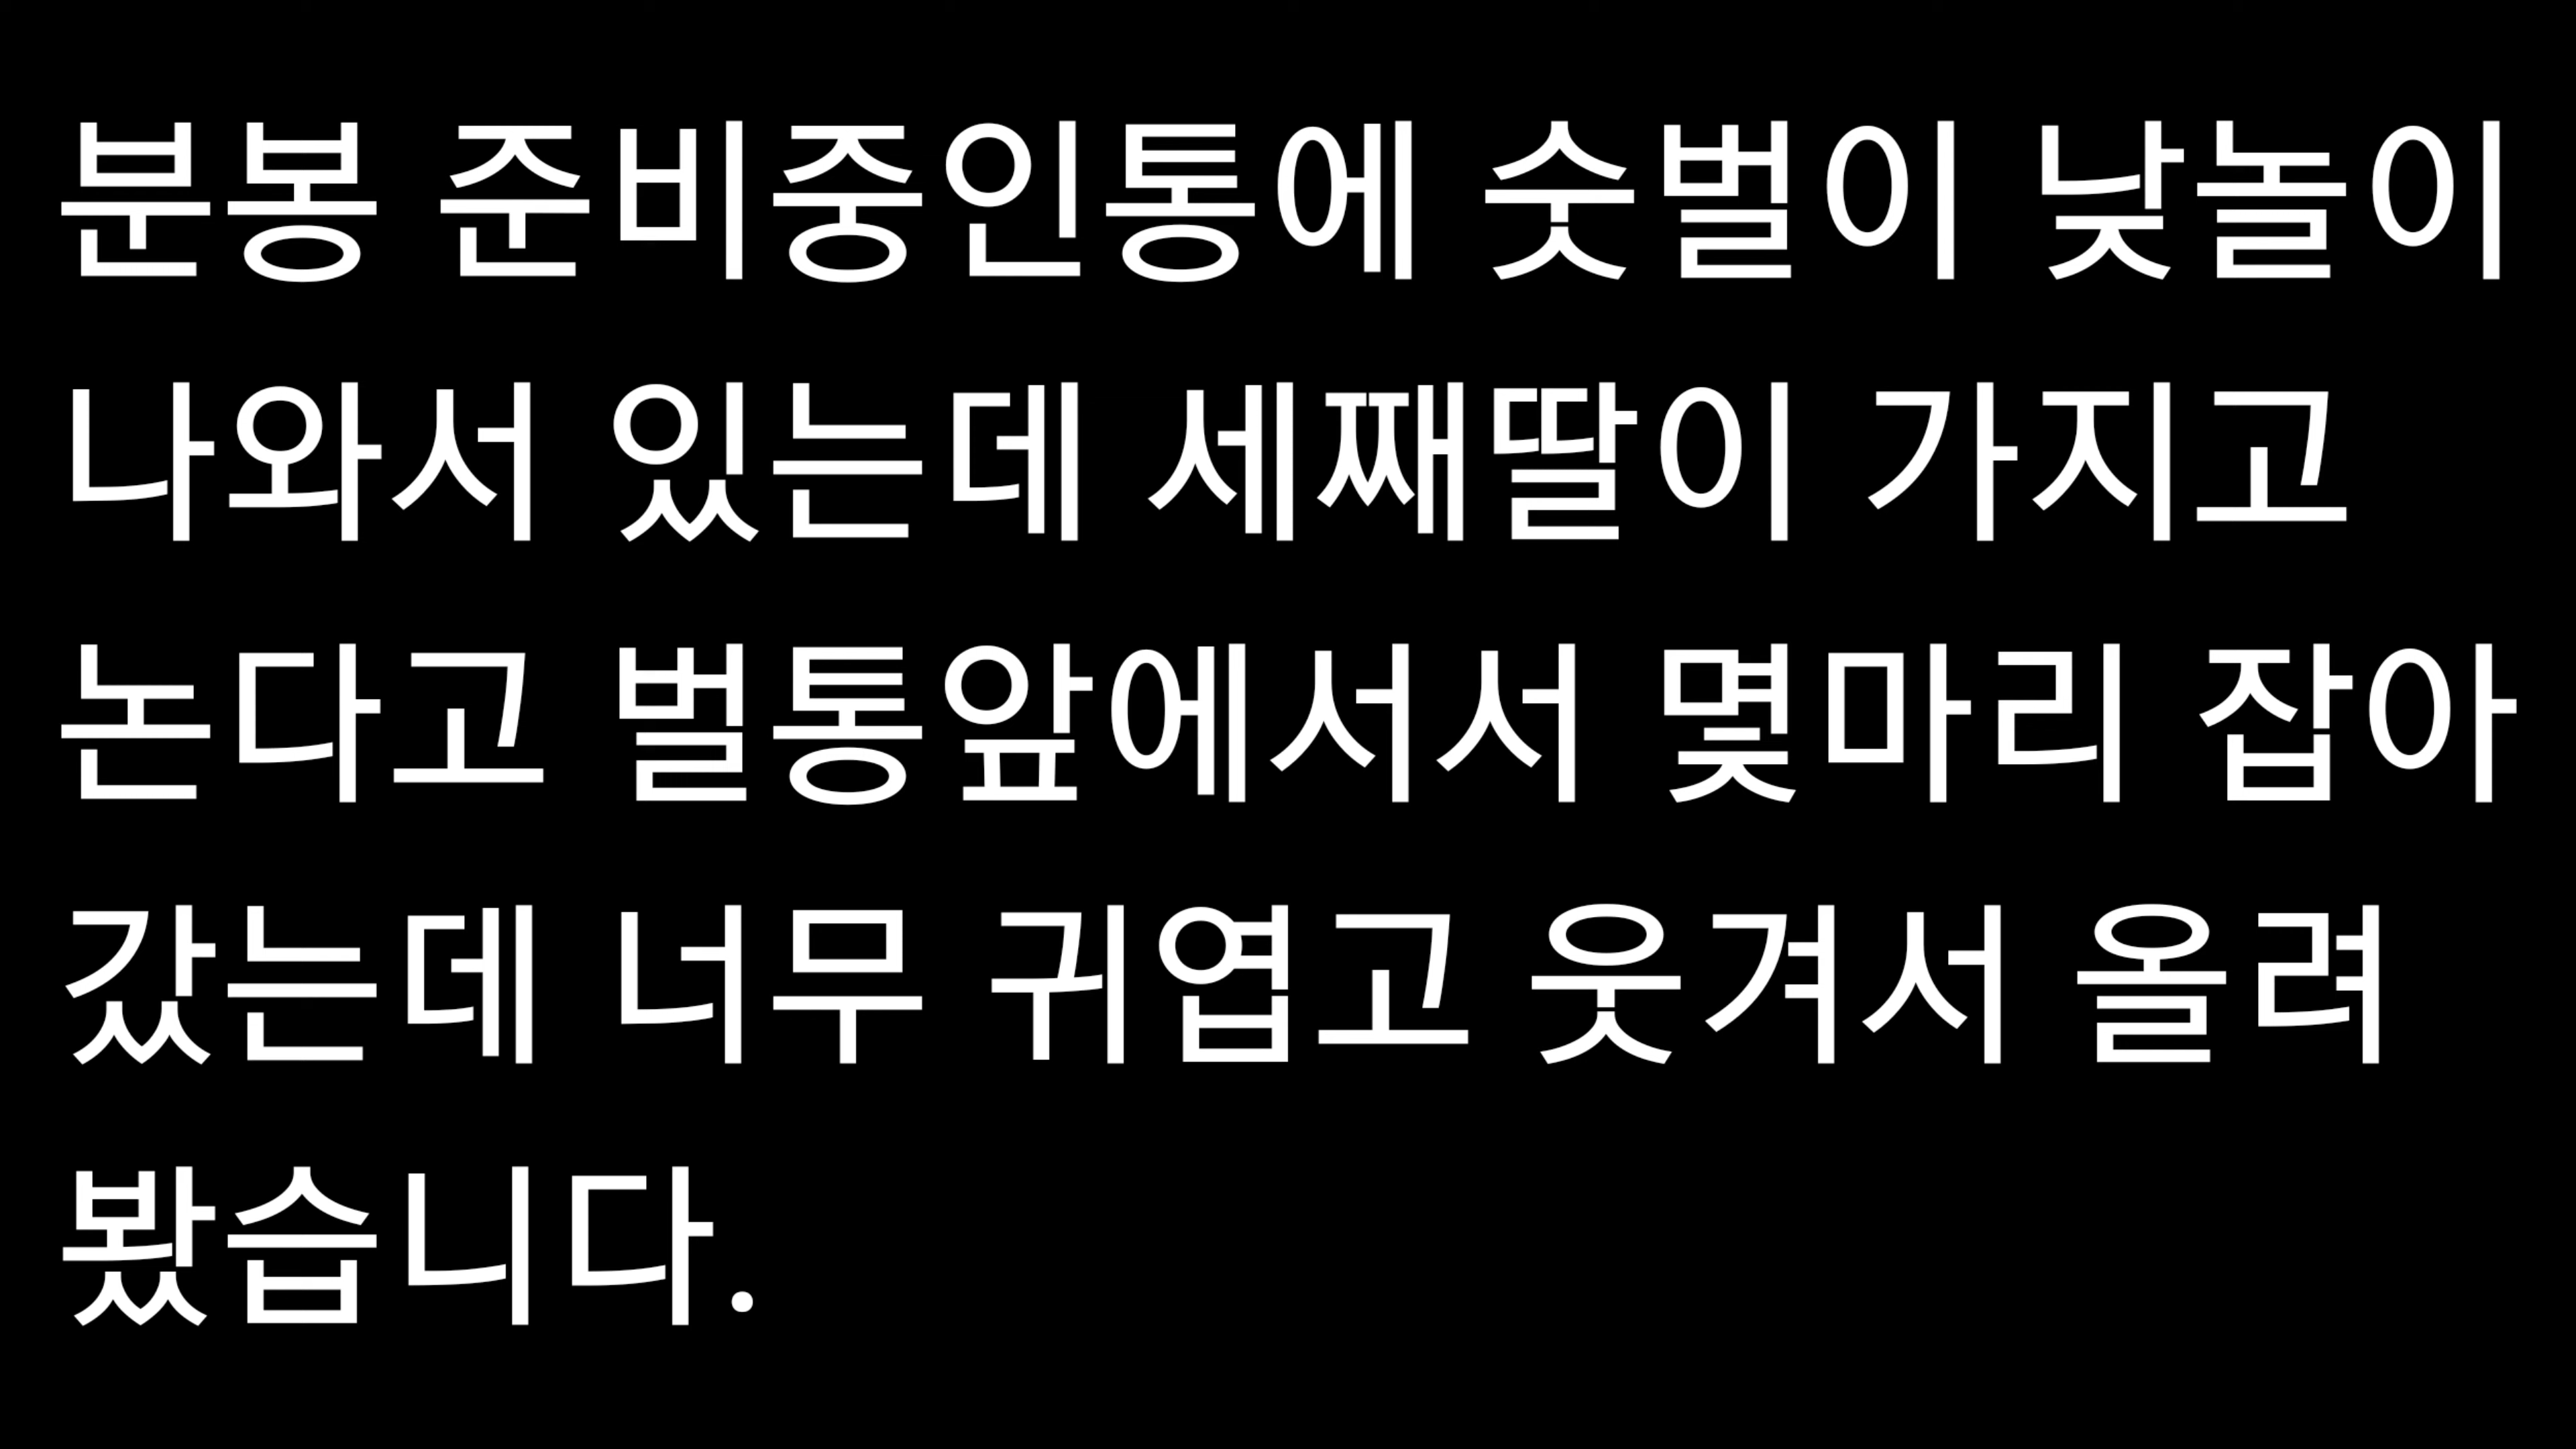 분봉 준비중인통에 숫벌이 낮놀이
나와서 있는데 세째딸이 가지고
논다고 벌통앞에서서 몇마리 잡아
갔는데 너무 귀엽고 웃겨서 올려
봤습니다.